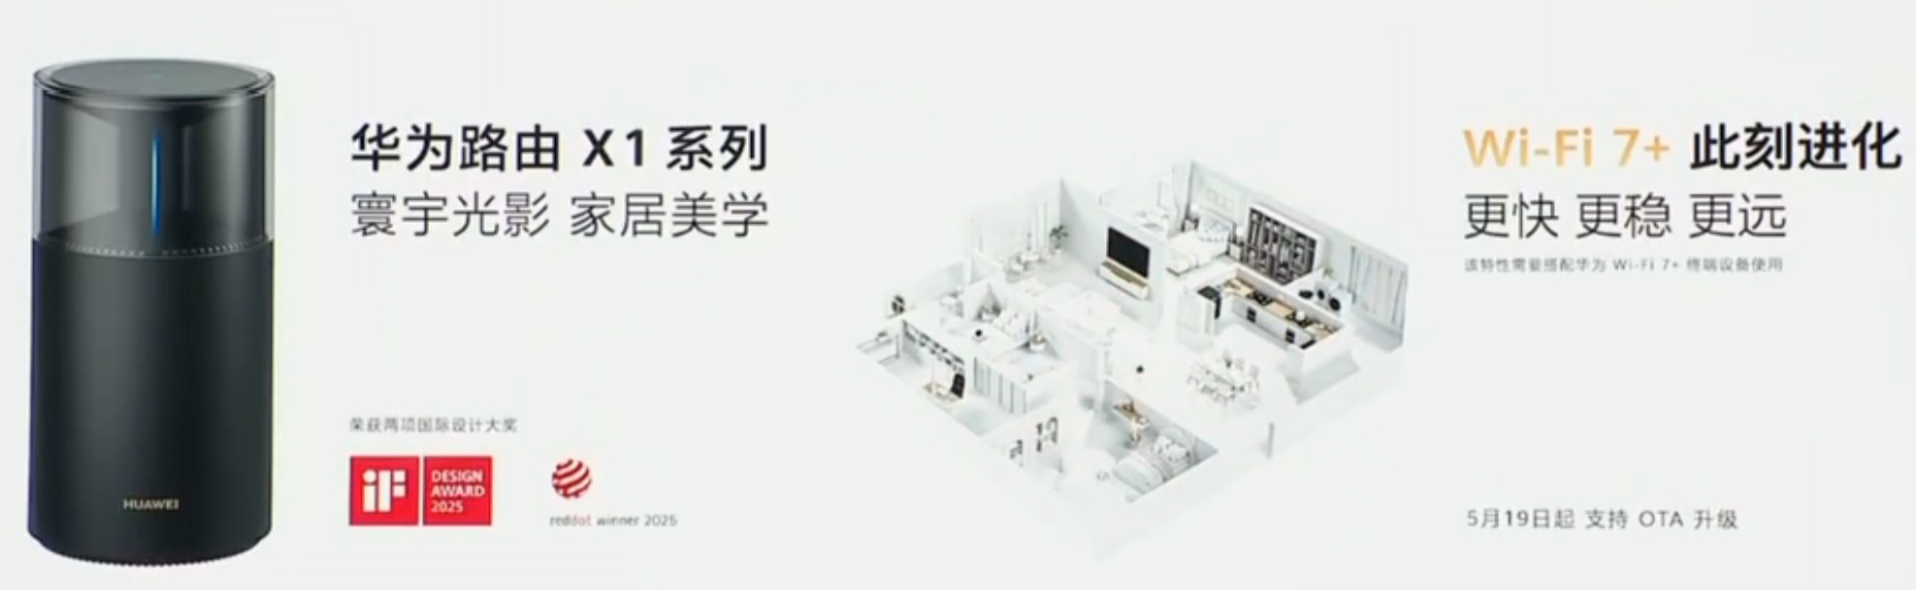 华为路由 X1 系列
寰宇光影 家居美学
荣获两项国际设计大奖
iF
DESIGN
AWARD
2025
reddot winner 2025
HUAWEI
Wi-Fi 7+ 此刻进化
更快 更稳 更远
该特性需要搭配华为 Wi-Fi 7+ 终端设备使用
5月19日起 支持 OTA 升级